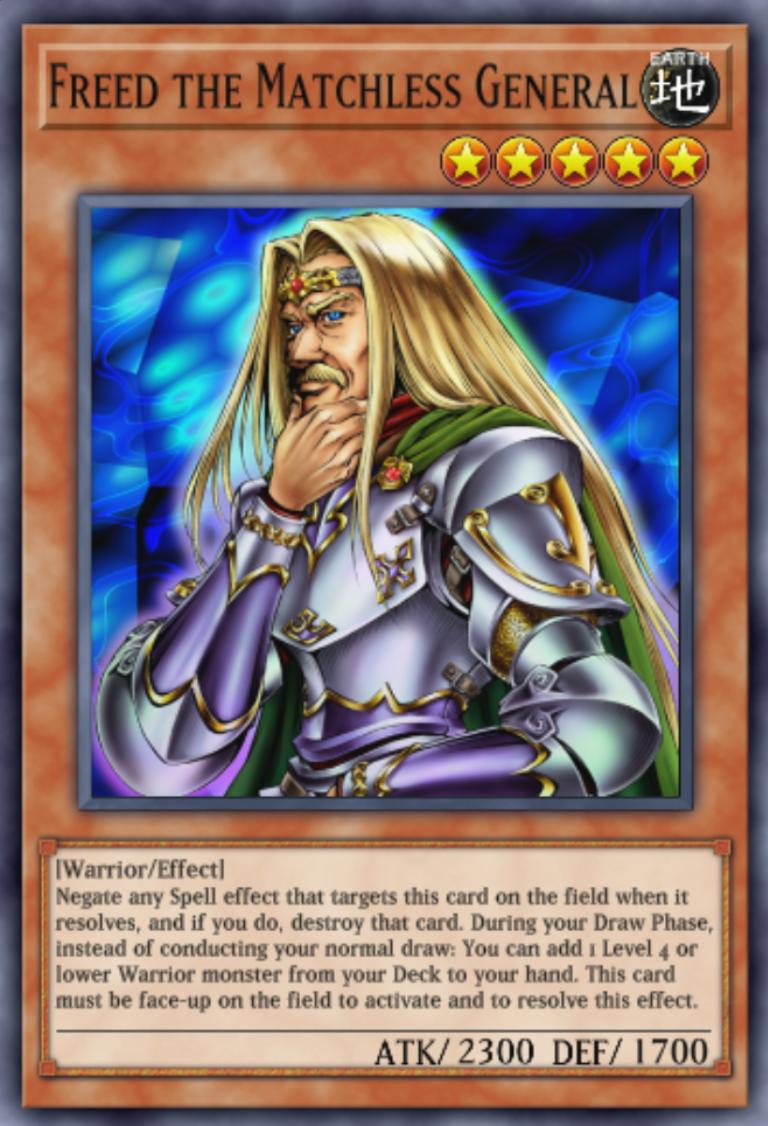 FREED THE MATCHLESS GENERAL
EARTH
地
[Warrior/Effect]
Negate any Spell effect that targets this card on the field when it
resolves, and if you do, destroy that card. During your Draw Phase,
instead of conducting your normal draw: You can add 1 Level 4 or
lower Warrior monster from your Deck to your hand. This card
must be face-up on the field to activate and to resolve this effect.
ATK/ 2300 DEF/ 1700